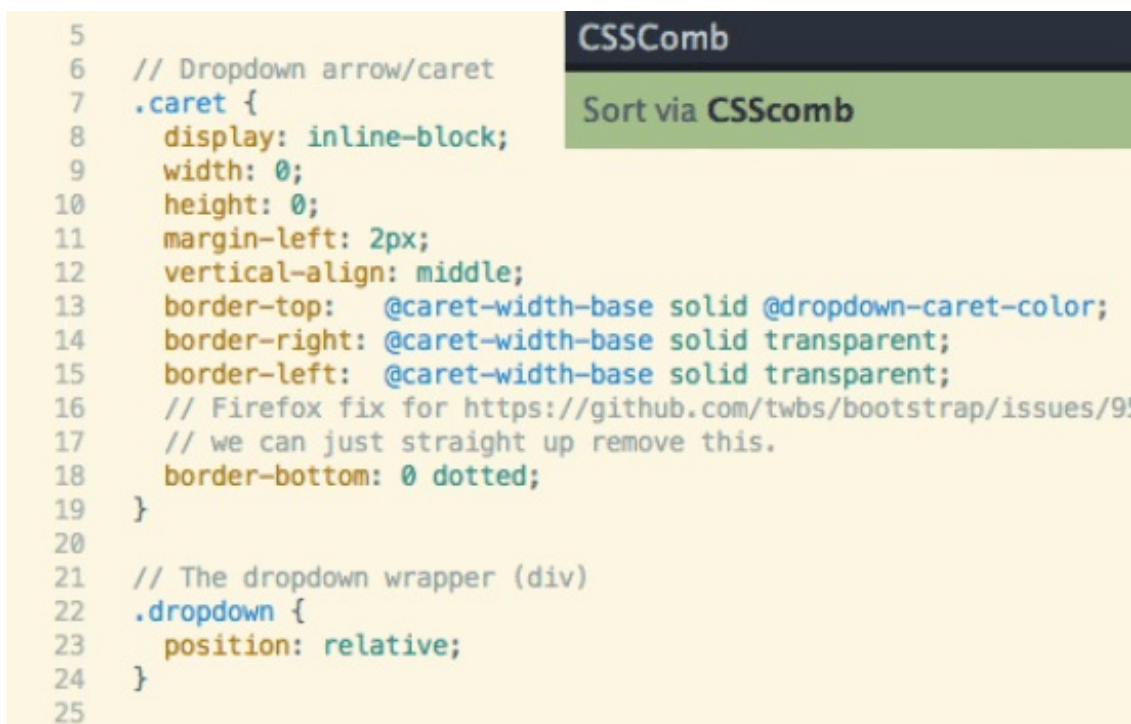 5
CSSComb
6 // Dropdown arrow/caret
7 .caret {
Sort via CSScomb
8 display: inline-block;
9 width: 0;
10 height: 0;
11 margin-left: 2px;
12 vertical-align: middle;
13 border-top:   @caret-width-base solid @dropdown-caret-color;
14 border-right: @caret-width-base solid transparent;
15 border-left:  @caret-width-base solid transparent;
16 // Firefox fix for https://github.com/twbs/bootstrap/issues/95
17 // we can just straight up remove this.
18 border-bottom: 0 dotted;
19 }
20
21 // The dropdown wrapper (div)
22 .dropdown {
23 position: relative;
24 }
25